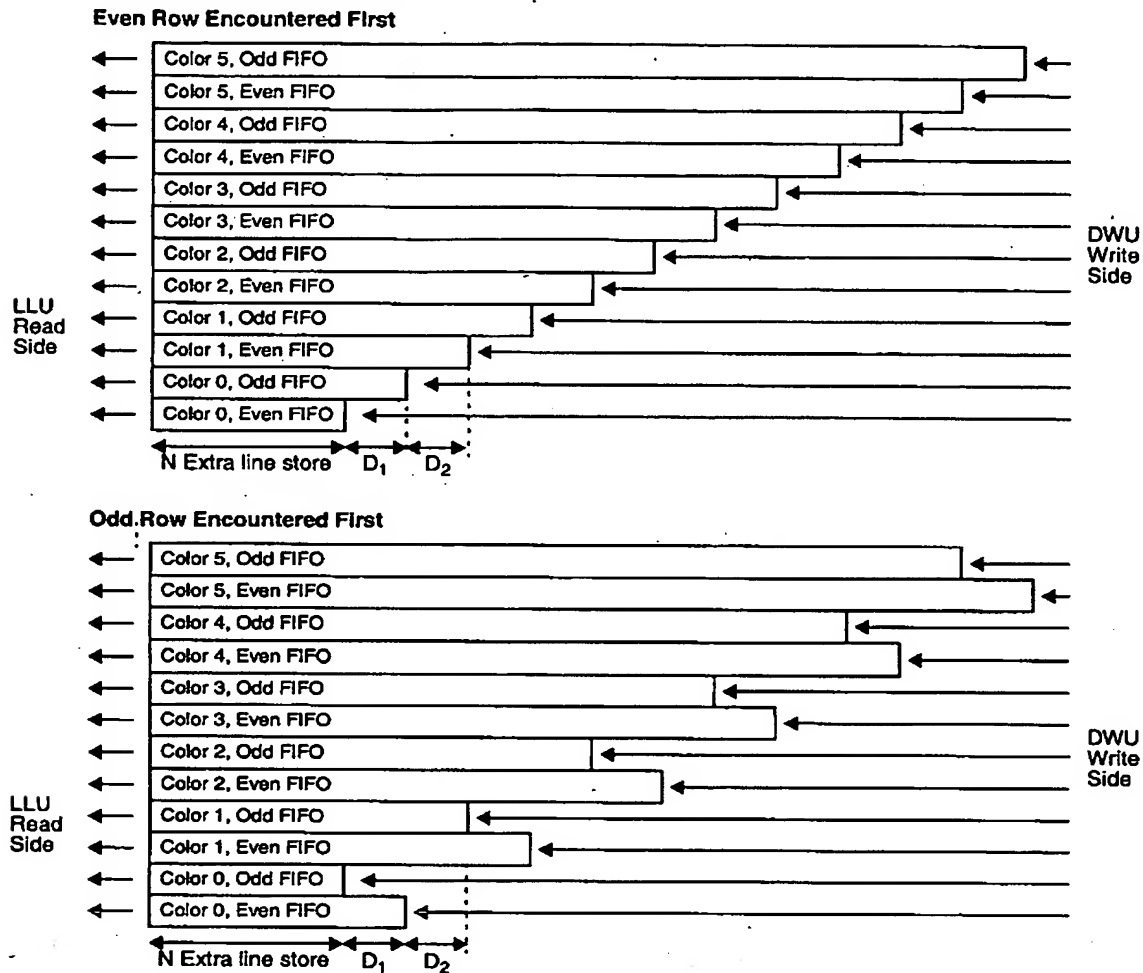 Even Row Encountered First
Color 5, Odd FIFO
Color 5, Even FIFO
Color 4, Odd FIFO
Color 4, Even FIFO
Color 3, Odd FIFO
Color 3, Even FIFO
Color 2, Odd FIFO
Color 2, Even FIFO
Color 1, Odd FIFO
Color 1, Even FIFO
Color 0, Odd FIFO
Color 0, Even FIFO
LLU
Read
Side
DWU
Write
Side
N Extra line store D₁ D₂
Odd Row Encountered First
Color 5, Odd FIFO
Color 5, Even FIFO
Color 4, Odd FIFO
Color 4, Even FIFO
Color 3, Odd FIFO
Color 3, Even FIFO
Color 2, Odd FIFO
Color 2, Even FIFO
Color 1, Odd FIFO
Color 1, Even FIFO
Color 0, Odd FIFO
Color 0, Even FIFO
LLU
Read
Side
DWU
Write
Side
N Extra line store D₁ D₂